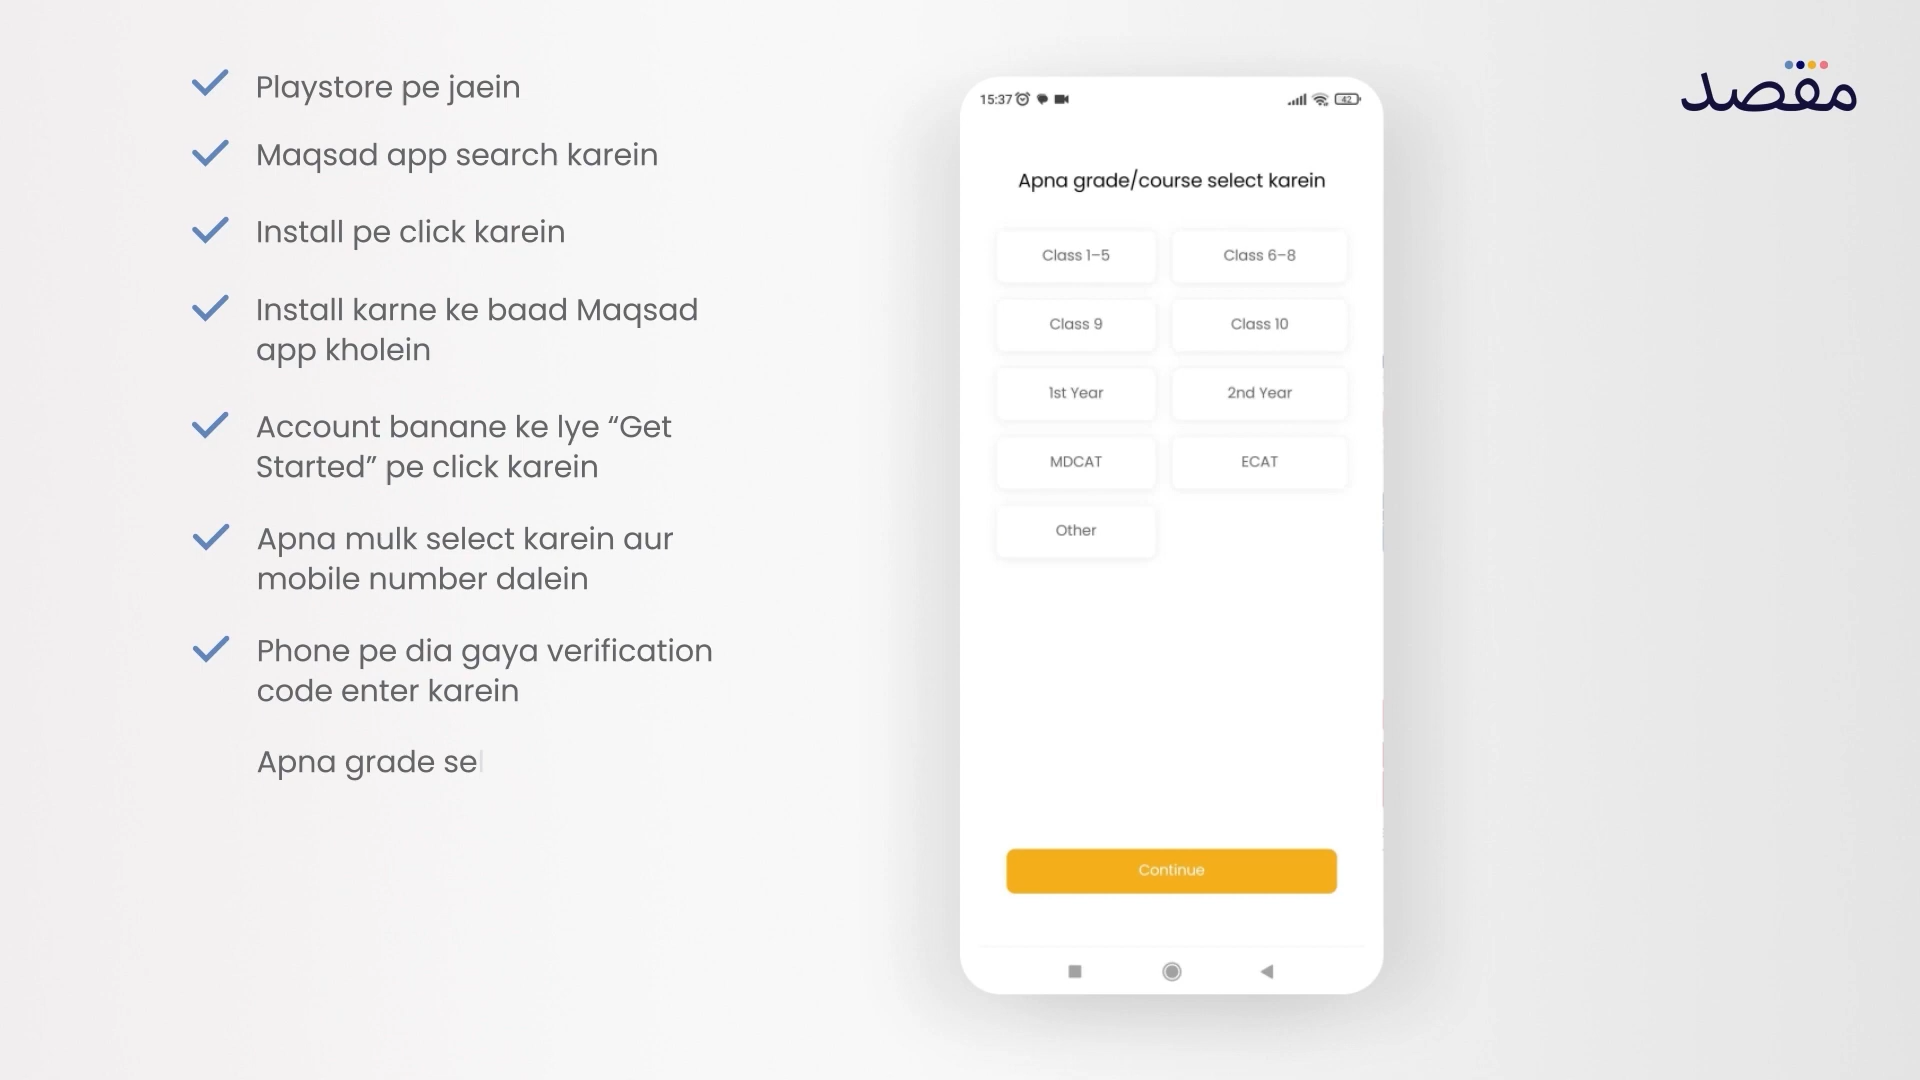 Playstore pe jaein
Maqsad app search karein
Install pe click karein
Install karne ke baad Maqsad
app kholein
Account banane ke lye “Get
Started” pe click karein
Apna mulk select karein aur
mobile number dalein
Phone pe dia gaya verification
code enter karein
Apna grade sel
15:37
42
Apna grade/course select karein
Class 1–5
Class 6–8
Class 9
Class 10
1st Year
2nd Year
MDCAT
ECAT
Other
Continue
مقصد